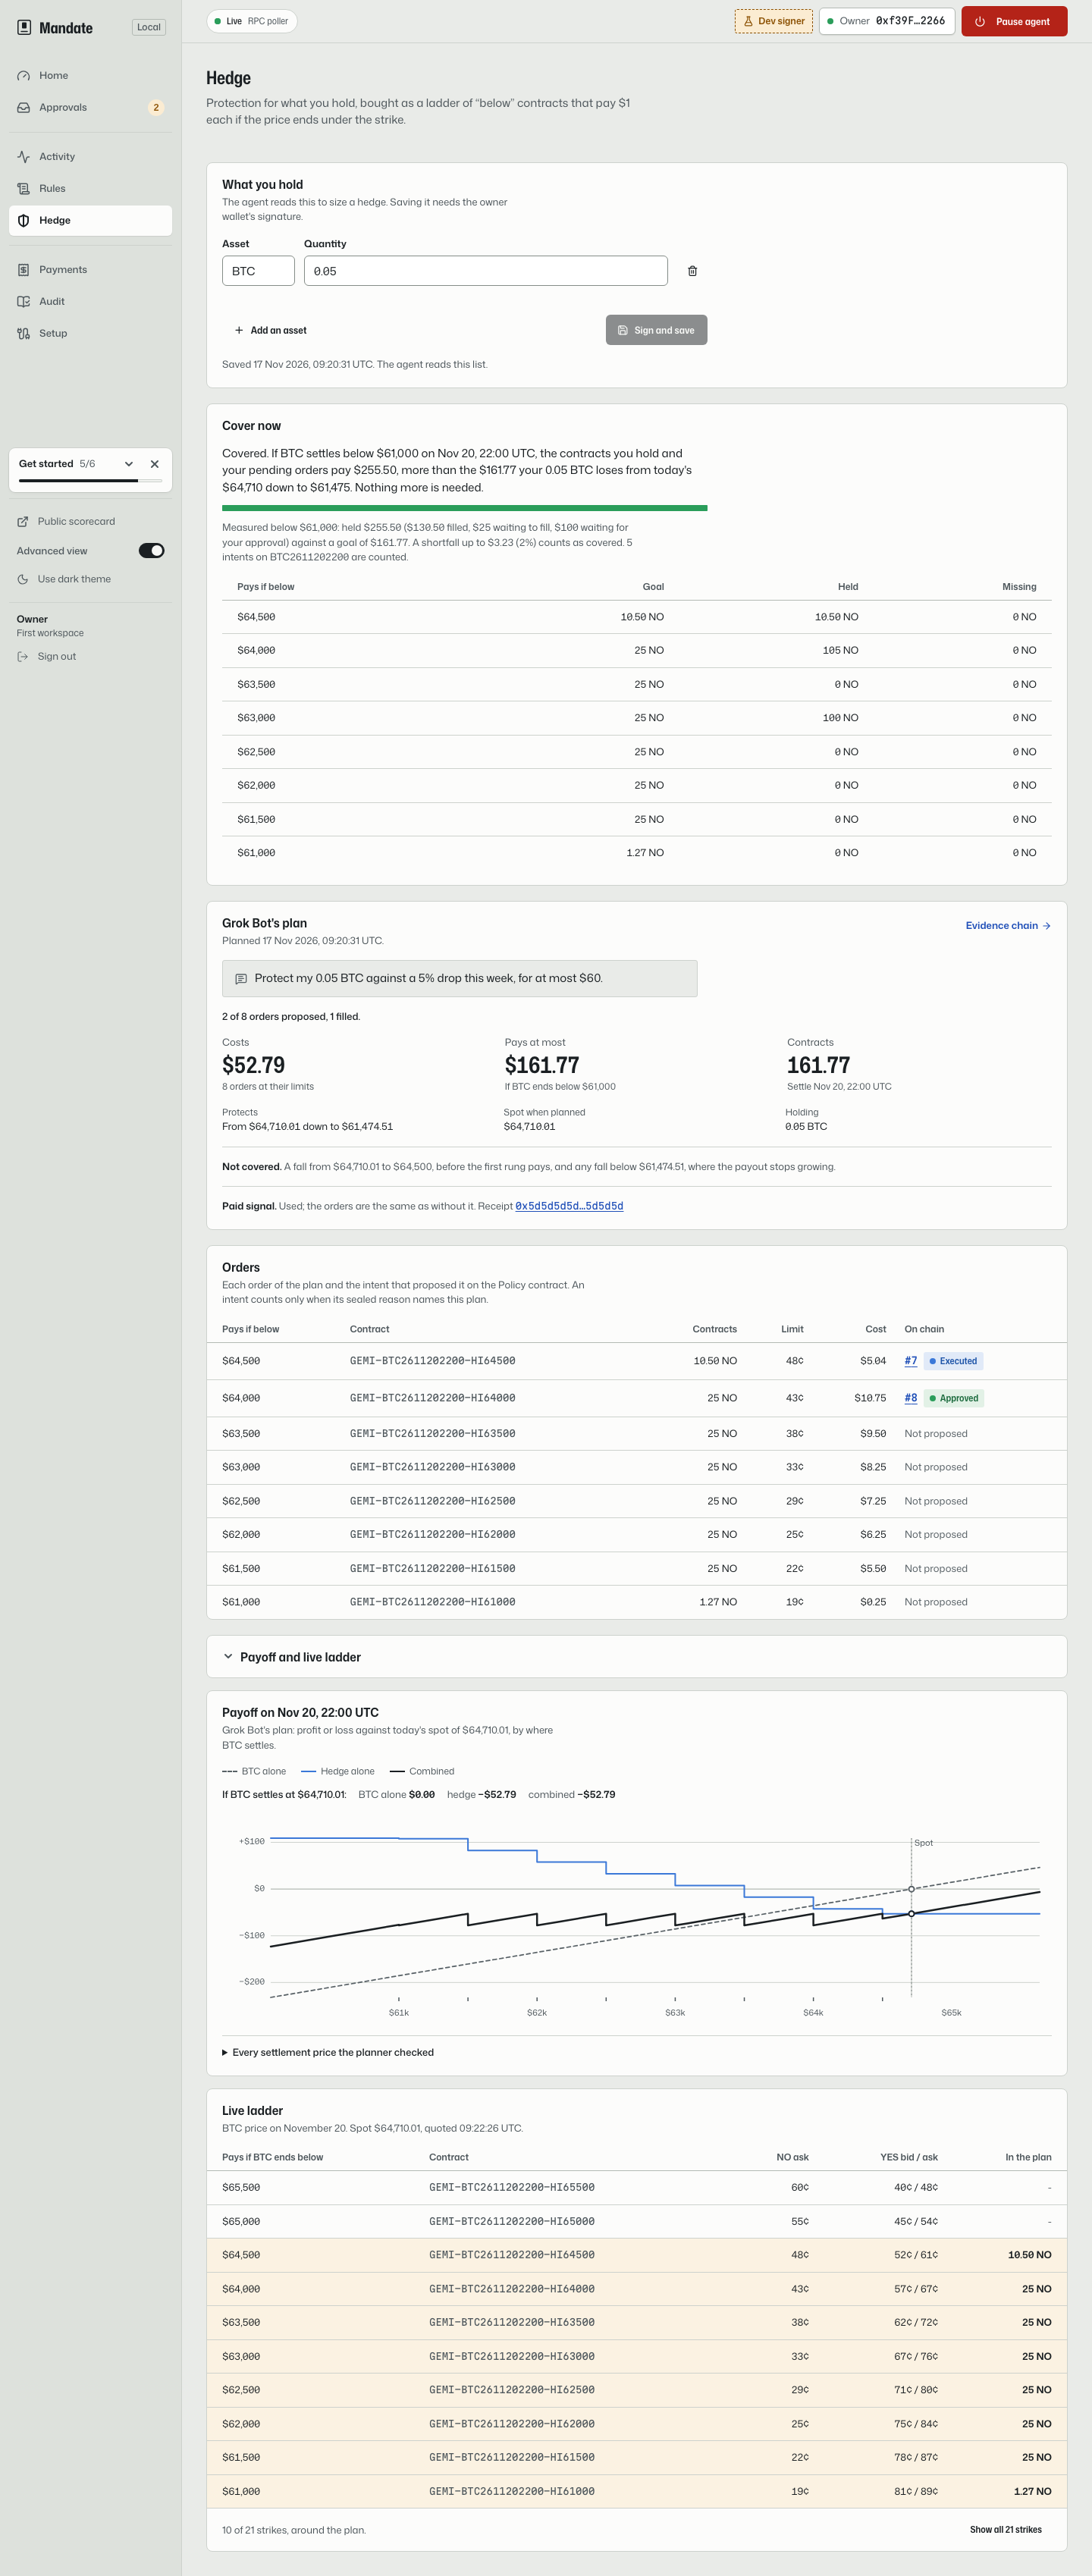 Mandate
Local
Home
Approvals 2
Activity
Rules
Hedge
Payments
Audit
Setup
Get started 5/6
Public scorecard
Advanced view
Use dark theme
Owner
First workspace
Sign out
Live RPC poller
Dev signer
Owner 0xf39F…2266
Pause agent
Hedge
Protection for what you hold, bought as a ladder of “below” contracts that pay $1
each if the price ends under the strike.
What you hold
The agent reads this to size a hedge. Saving it needs the owner
wallet's signature.
Asset Quantity
BTC 0.05
Add an asset Sign and save
Saved 17 Nov 2026, 09:20:31 UTC. The agent reads this list.
Cover now
Covered. If BTC settles below $61,000 on Nov 20, 22:00 UTC, the contracts you hold and
your pending orders pay $255.50, more than the $161.77 your 0.05 BTC loses from today's
$64,710 down to $61,475. Nothing more is needed.
Measured below $61,000: held $255.50 ($130.50 filled, $25 waiting to fill, $100 waiting for
your approval) against a goal of $161.77. A shortfall up to $3.23 (2%) counts as covered. 5
intents on BTC2611202200 are counted.
Pays if below Goal Held Missing
$64,500 10.50 NO 10.50 NO 0 NO
$64,000 25 NO 105 NO 0 NO
$63,500 25 NO 0 NO 0 NO
$63,000 25 NO 100 NO 0 NO
$62,500 25 NO 0 NO 0 NO
$62,000 25 NO 0 NO 0 NO
$61,500 25 NO 0 NO 0 NO
$61,000 1.27 NO 0 NO 0 NO
Grok Bot's plan
Evidence chain →
Planned 17 Nov 2026, 09:20:31 UTC.
Protect my 0.05 BTC against a 5% drop this week, for at most $60.
2 of 8 orders proposed, 1 filled.
Costs Pays at most Contracts
$52.79 $161.77 161.77
8 orders at their limits If BTC ends below $61,000 Settle Nov 20, 22:00 UTC
Protects Spot when planned Holding
From $64,710.01 down to $61,474.51 $64,710.01 0.05 BTC
Not covered. A fall from $64,710.01 to $64,500, before the first rung pays, and any fall below $61,474.51, where the payout stops growing.
Paid signal. Used; the orders are the same as without it. Receipt 0x5d5d5d5d…5d5d5d
Orders
Each order of the plan and the intent that proposed it on the Policy contract. An
intent counts only when its sealed reason names this plan.
Pays if below Contract Contracts Limit Cost On chain
$64,500 GEMI-BTC2611202200-HI64500 10.50 NO 48¢ $5.04 #7 Executed
$64,000 GEMI-BTC2611202200-HI64000 25 NO 43¢ $10.75 #8 Approved
$63,500 GEMI-BTC2611202200-HI63500 25 NO 38¢ $9.50 Not proposed
$63,000 GEMI-BTC2611202200-HI63000 25 NO 33¢ $8.25 Not proposed
$62,500 GEMI-BTC2611202200-HI62500 25 NO 29¢ $7.25 Not proposed
$62,000 GEMI-BTC2611202200-HI62000 25 NO 25¢ $6.25 Not proposed
$61,500 GEMI-BTC2611202200-HI61500 25 NO 22¢ $5.50 Not proposed
$61,000 GEMI-BTC2611202200-HI61000 1.27 NO 19¢ $0.25 Not proposed
Payoff and live ladder
Payoff on Nov 20, 22:00 UTC
Grok Bot's plan: profit or loss against today's spot of $64,710.01, by where
BTC settles.
BTC alone Hedge alone Combined
If BTC settles at $64,710.01: BTC alone $0.00 hedge −$52.79 combined −$52.79
+$100
Spot
$0
−$100
−$200
$61k $62k $63k $64k $65k
Every settlement price the planner checked
Live ladder
BTC price on November 20. Spot $64,710.01, quoted 09:22:26 UTC.
Pays if BTC ends below Contract NO ask YES bid / ask In the plan
$65,500 GEMI-BTC2611202200-HI65500 60¢ 40¢ / 48¢ -
$65,000 GEMI-BTC2611202200-HI65000 55¢ 45¢ / 54¢ -
$64,500 GEMI-BTC2611202200-HI64500 48¢ 52¢ / 61¢ 10.50 NO
$64,000 GEMI-BTC2611202200-HI64000 43¢ 57¢ / 67¢ 25 NO
$63,500 GEMI-BTC2611202200-HI63500 38¢ 62¢ / 72¢ 25 NO
$63,000 GEMI-BTC2611202200-HI63000 33¢ 67¢ / 76¢ 25 NO
$62,500 GEMI-BTC2611202200-HI62500 29¢ 71¢ / 80¢ 25 NO
$62,000 GEMI-BTC2611202200-HI62000 25¢ 75¢ / 84¢ 25 NO
$61,500 GEMI-BTC2611202200-HI61500 22¢ 78¢ / 87¢ 25 NO
$61,000 GEMI-BTC2611202200-HI61000 19¢ 81¢ / 89¢ 1.27 NO
10 of 21 strikes, around the plan. Show all 21 strikes